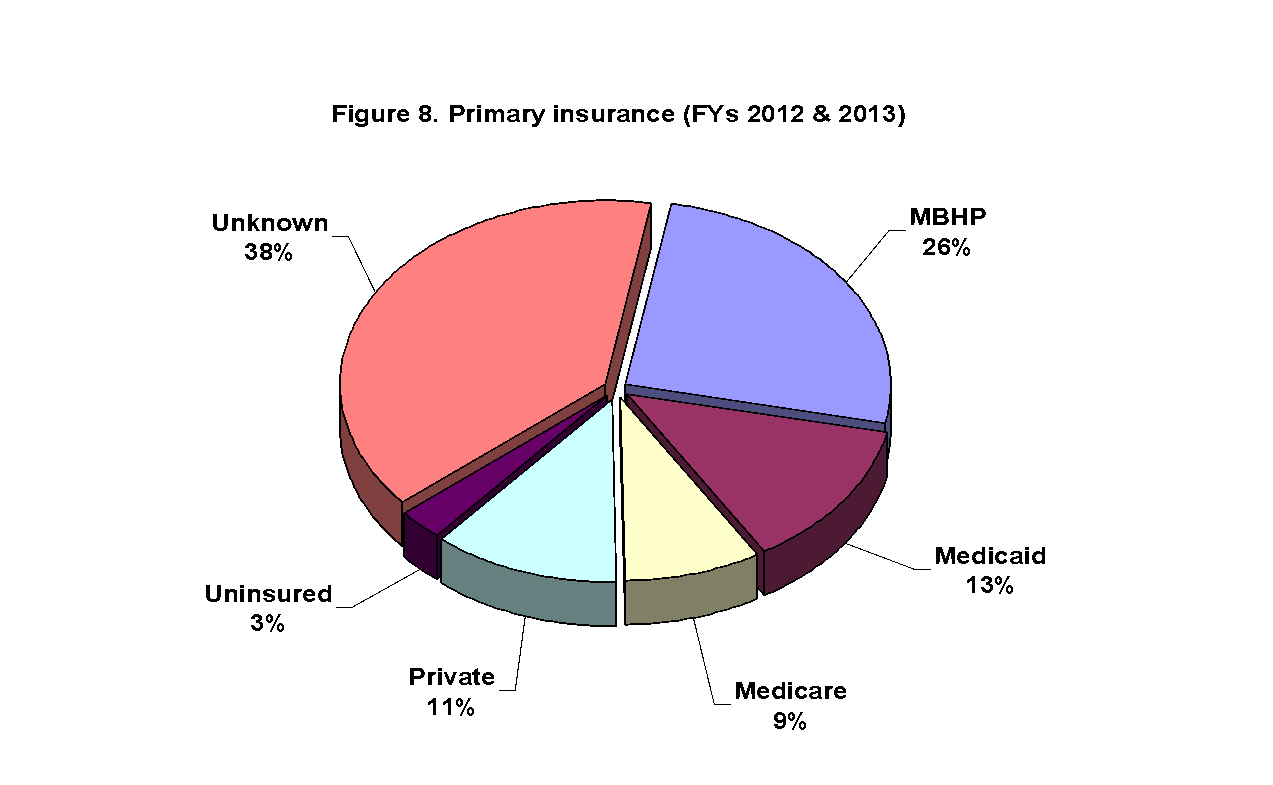 Figure 8. Primary insurance (FYs 2012 & 2013)
Unknown
38%
MBHP
26%
Medicaid
13%
Uninsured
3%
Private
11%
Medicare
9%